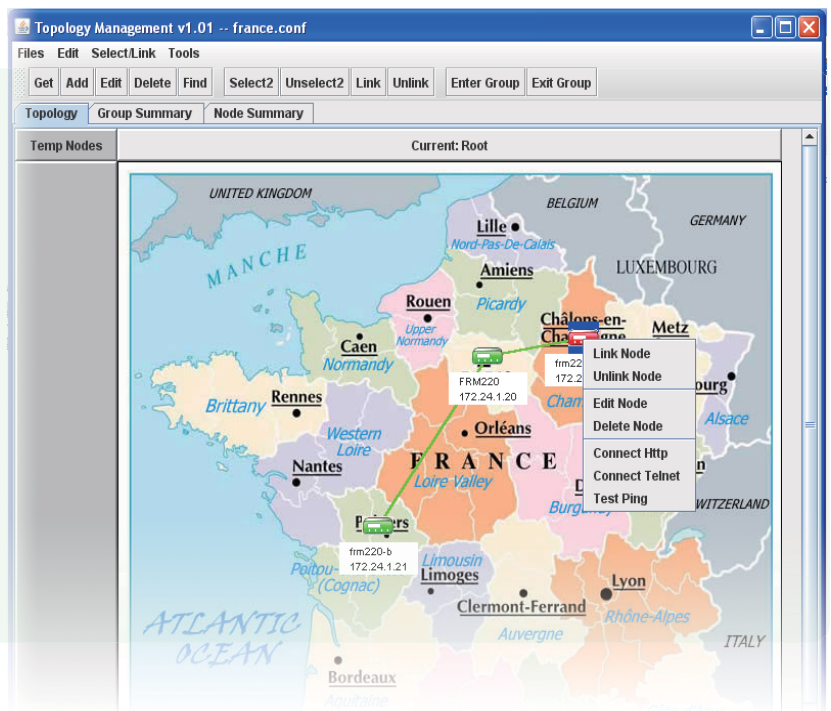 Topology Management v1.01 -- france.conf
Files Edit Select/Link Tools
Get Add Edit Delete Find Select2 Unselect2 Link Unlink Enter Group Exit Group
Topology Group Summary Node Summary
Temp Nodes Current: Root
UNITED KINGDOM
BELGIUM
GERMANY
Lille
Nord-Pas-De-Calais
MANCHE
LUXEMBOURG
Amiens
Picardy
Rouen
Upper
Normandy
Châlons-en-
Metz
Caen
Normandy
FRM220
172.24.1.20
Link Node
Unlink Node
Edit Node
Delete Node
Connect Http
Connect Telnet
Test Ping
Rennes
Brittany
Alsace
Orléans
Western
Loire
FRANCE
Nantes
Loire Valley
frm220-b
172.24.1.21
Limousin
Limoges
(Cognac)
Clermont-Ferrand
Auvergne
Lyon
Rhône-Alpes
ATLANTIC
OCEAN
ITALY
Bordeaux
Aquitaine